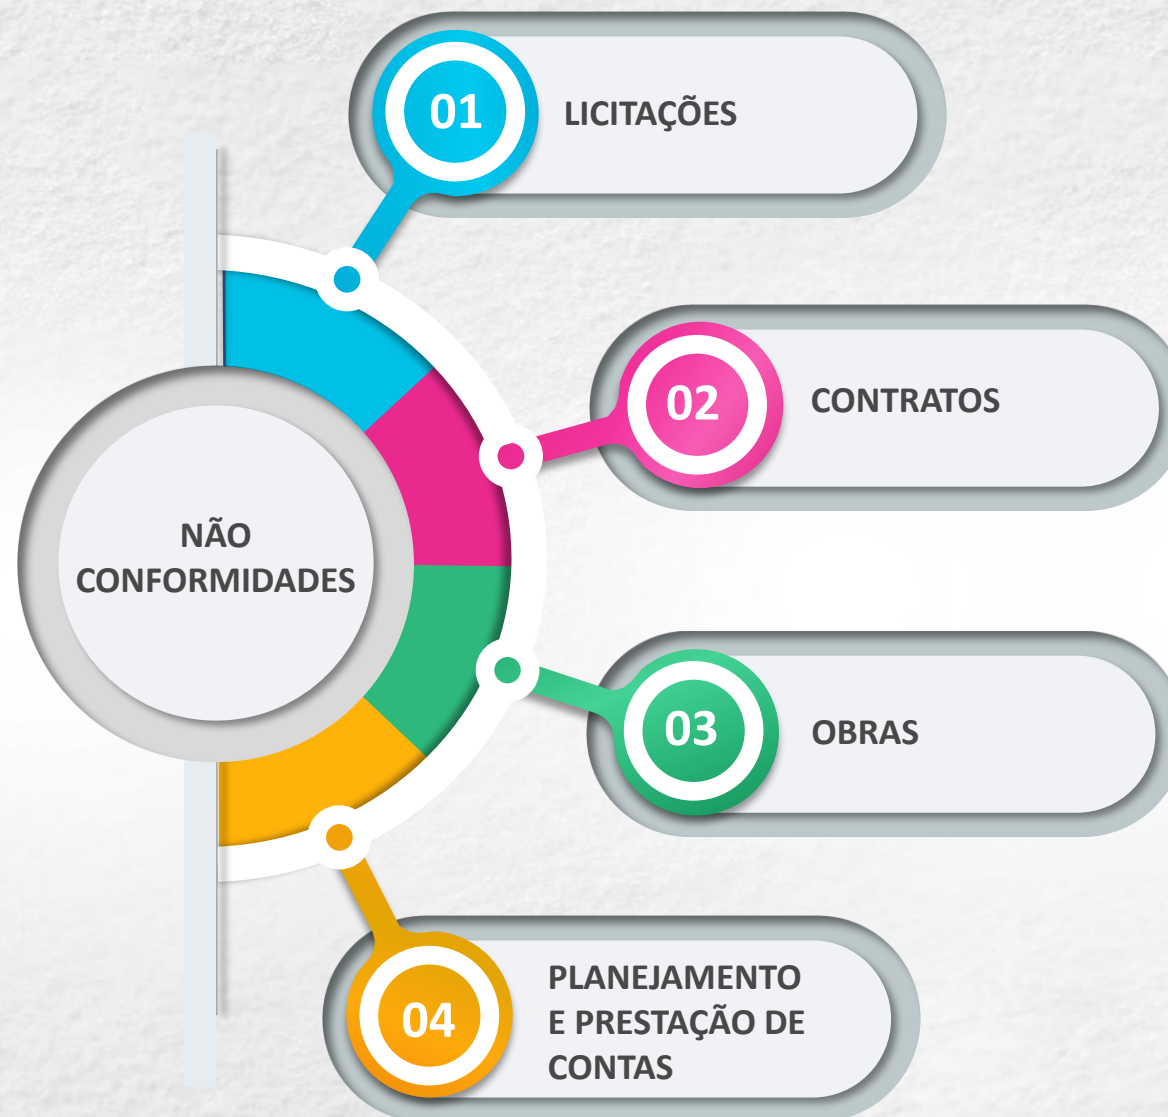 01
LICITAÇÕES
02
CONTRATOS
NÃO
CONFORMIDADES
03
OBRAS
04
PLANEJAMENTO
E PRESTAÇÃO DE
CONTAS